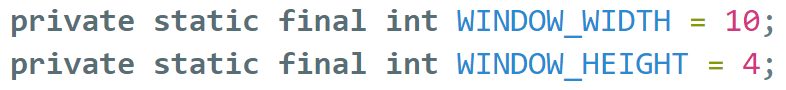 private static final int WINDOW_WIDTH = 10;
private static final int WINDOW_HEIGHT = 4;